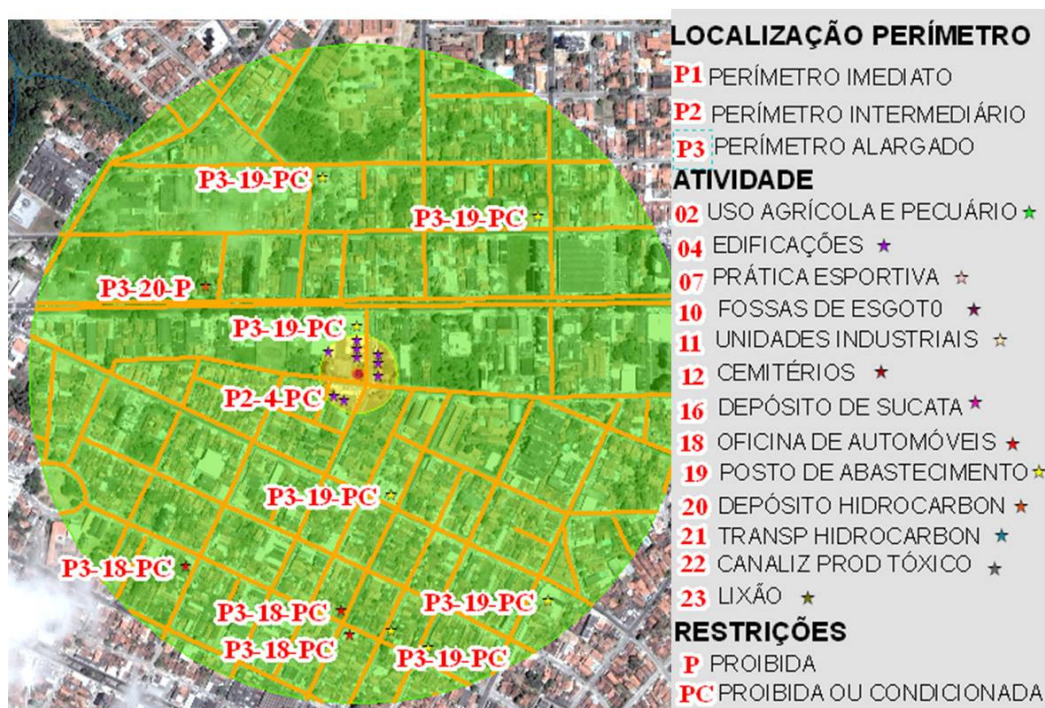 P3-19-PC
P3-19-PC
P3-20-P
P3-19-PC
P2-4-PC
P3-19-PC
P3-18-PC
P3-19-PC
P3-18-PC
P3-18-PC
P3-19-PC
LOCALIZAÇÃO PERÍMETRO
P1 PERÍMETRO IMEDIATO
P2 PERÍMETRO INTERMEDIÁRIO
P3 PERÍMETRO ALARGADO
ATIVIDADE
02 USO AGRÍCOLA E PECUÁRIO
04 EDIFICAÇÕES
07 PRÁTICA ESPORTIVA
10 FOSSAS DE ESGOT0
11 UNIDADES INDUSTRIAIS
12 CEMITÉRIOS
16 DEPÓSITO DE SUCATA
18 OFICINA DE AUTOMÓVEIS
19 POSTO DE ABASTECIMENTO
20 DEPÓSITO HIDROCARBON
21 TRANSP HIDROCARBON
22 CANALIZ PROD TÓXICO
23 LIXÃO
RESTRIÇÕES
P PROIBIDA
PC PROIBIDA OU CONDICIONADA